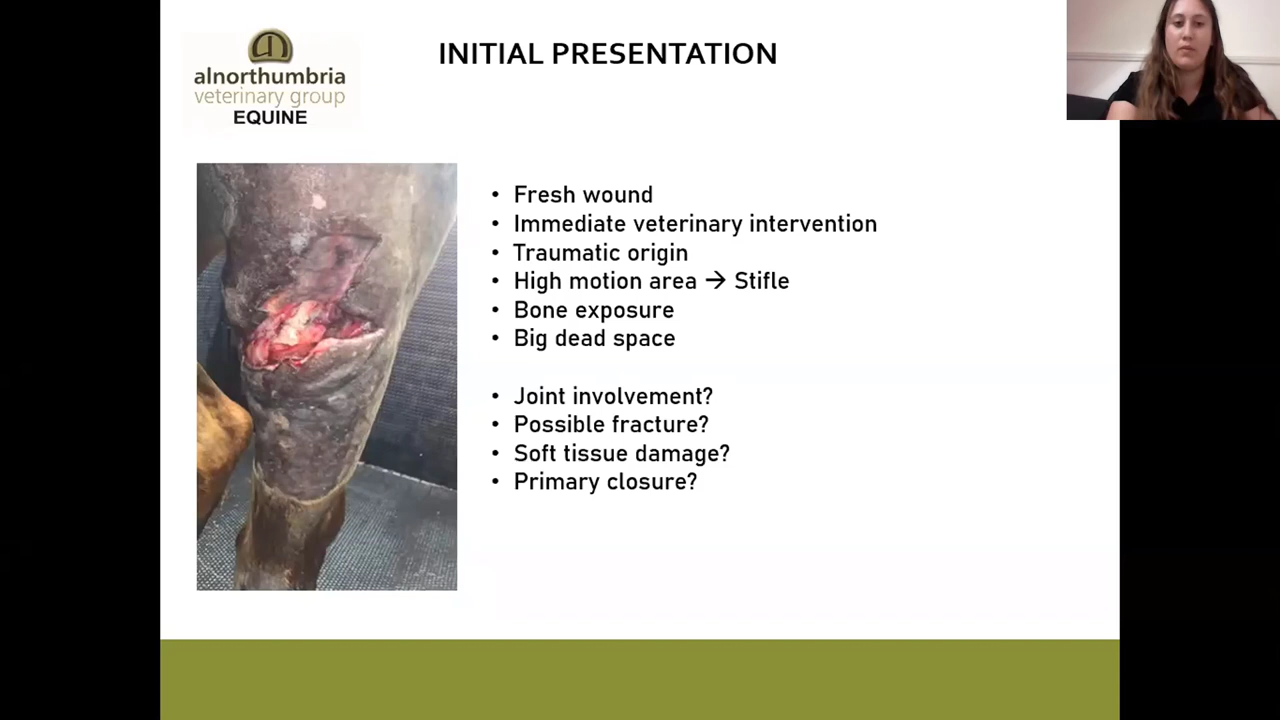 alnorthumbria
veterinary group
EQUINE
INITIAL PRESENTATION
• Fresh wound
• Immediate veterinary intervention
• Traumatic origin
• High motion area → Stifle
• Bone exposure
• Big dead space
• Joint involvement?
• Possible fracture?
• Soft tissue damage?
• Primary closure?